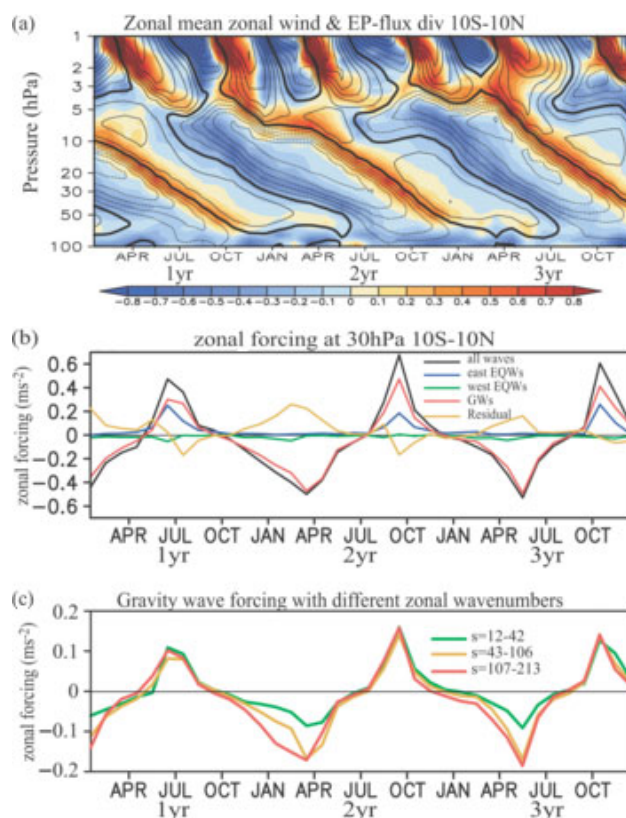 (a) Zonal mean zonal wind & EP-flux div 10S-10N
Pressure (hPa)
1
2
3
5
10
20
30
50
100
APR JUL OCT JAN APR JUL OCT JAN APR JUL OCT
1yr 2yr 3yr
-0.8 -0.7 -0.6 -0.5 -0.4 -0.3 -0.2 -0.1 0 0.1 0.2 0.3 0.4 0.5 0.6 0.7 0.8
(b) zonal forcing at 30hPa 10S-10N
zonal forcing (ms-2)
0.6
0.4
0.2
0
-0.2
-0.4
-0.6
all waves
east EQWs
west EQWs
GWs
Residual
APR JUL OCT JAN APR JUL OCT JAN APR JUL OCT
1yr 2yr 3yr
(c) Gravity wave forcing with different zonal wavenumbers
zonal forcing (ms-2)
0.2
0.1
0
-0.1
-0.2
s=12-42
s=43-106
s=107-213
APR JUL OCT JAN APR JUL OCT JAN APR JUL OCT
1yr 2yr 3yr